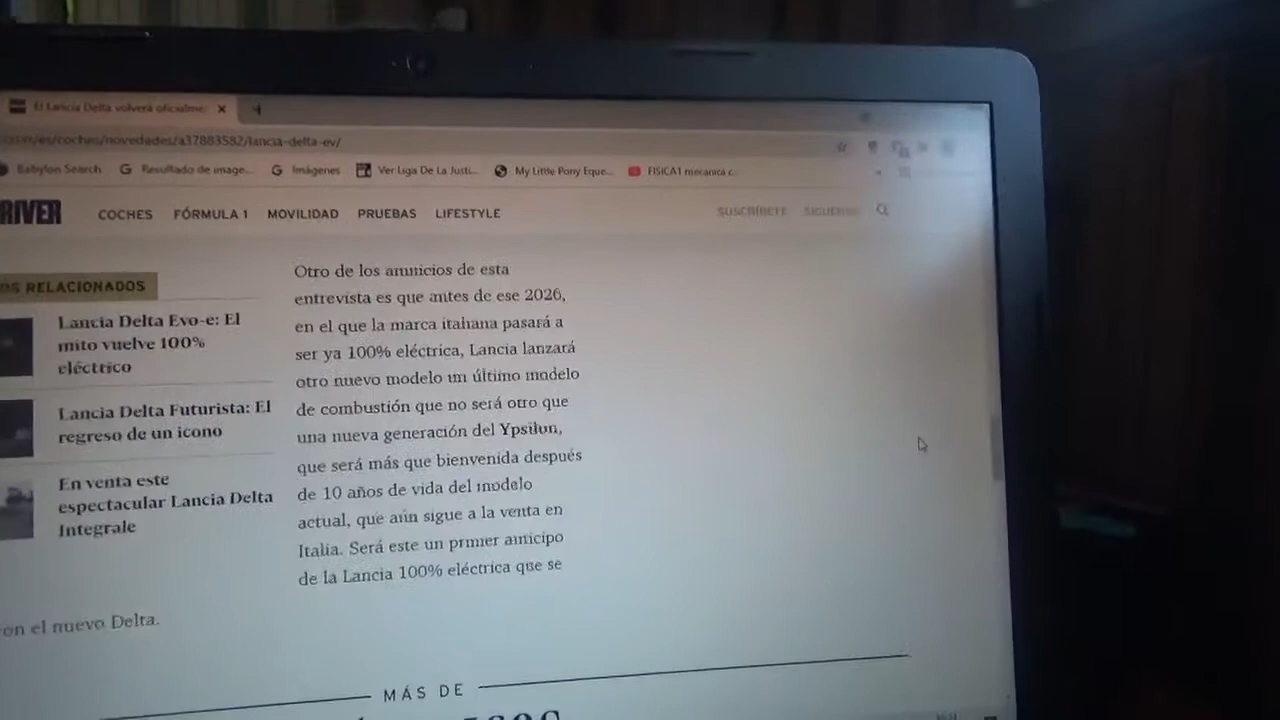 El Lancia Delta volverá oficialme
es/coches/novedades/a37883582/lancia-delta-ev/
Babylon Search
Resultado de image...
Imágenes
Ver Liga De La Justi...
My Little Pony Eque...
FISICA1 mecanica c...
RIVER
COCHES
FÓRMULA 1
MOVILIDAD
PRUEBAS
LIFESTYLE
SUSCRÍBETE
SÍGUENOS
OS RELACIONADOS
Lancia Delta Evo-e: El
mito vuelve 100%
eléctrico
Lancia Delta Futurista: El
regreso de un icono
En venta este
espectacular Lancia Delta
Integrale
Otro de los anuncios de esta
entrevista es que antes de ese 2026,
en el que la marca italiana pasará a
ser ya 100% eléctrica, Lancia lanzará
otro nuevo modelo un último modelo
de combustión que no será otro que
una nueva generación del Ypsilon,
que será más que bienvenida después
de 10 años de vida del modelo
actual, que aún sigue a la venta en
Italia. Será este un primer anticipo
de la Lancia 100% eléctrica que se
on el nuevo Delta.
MÁS DE